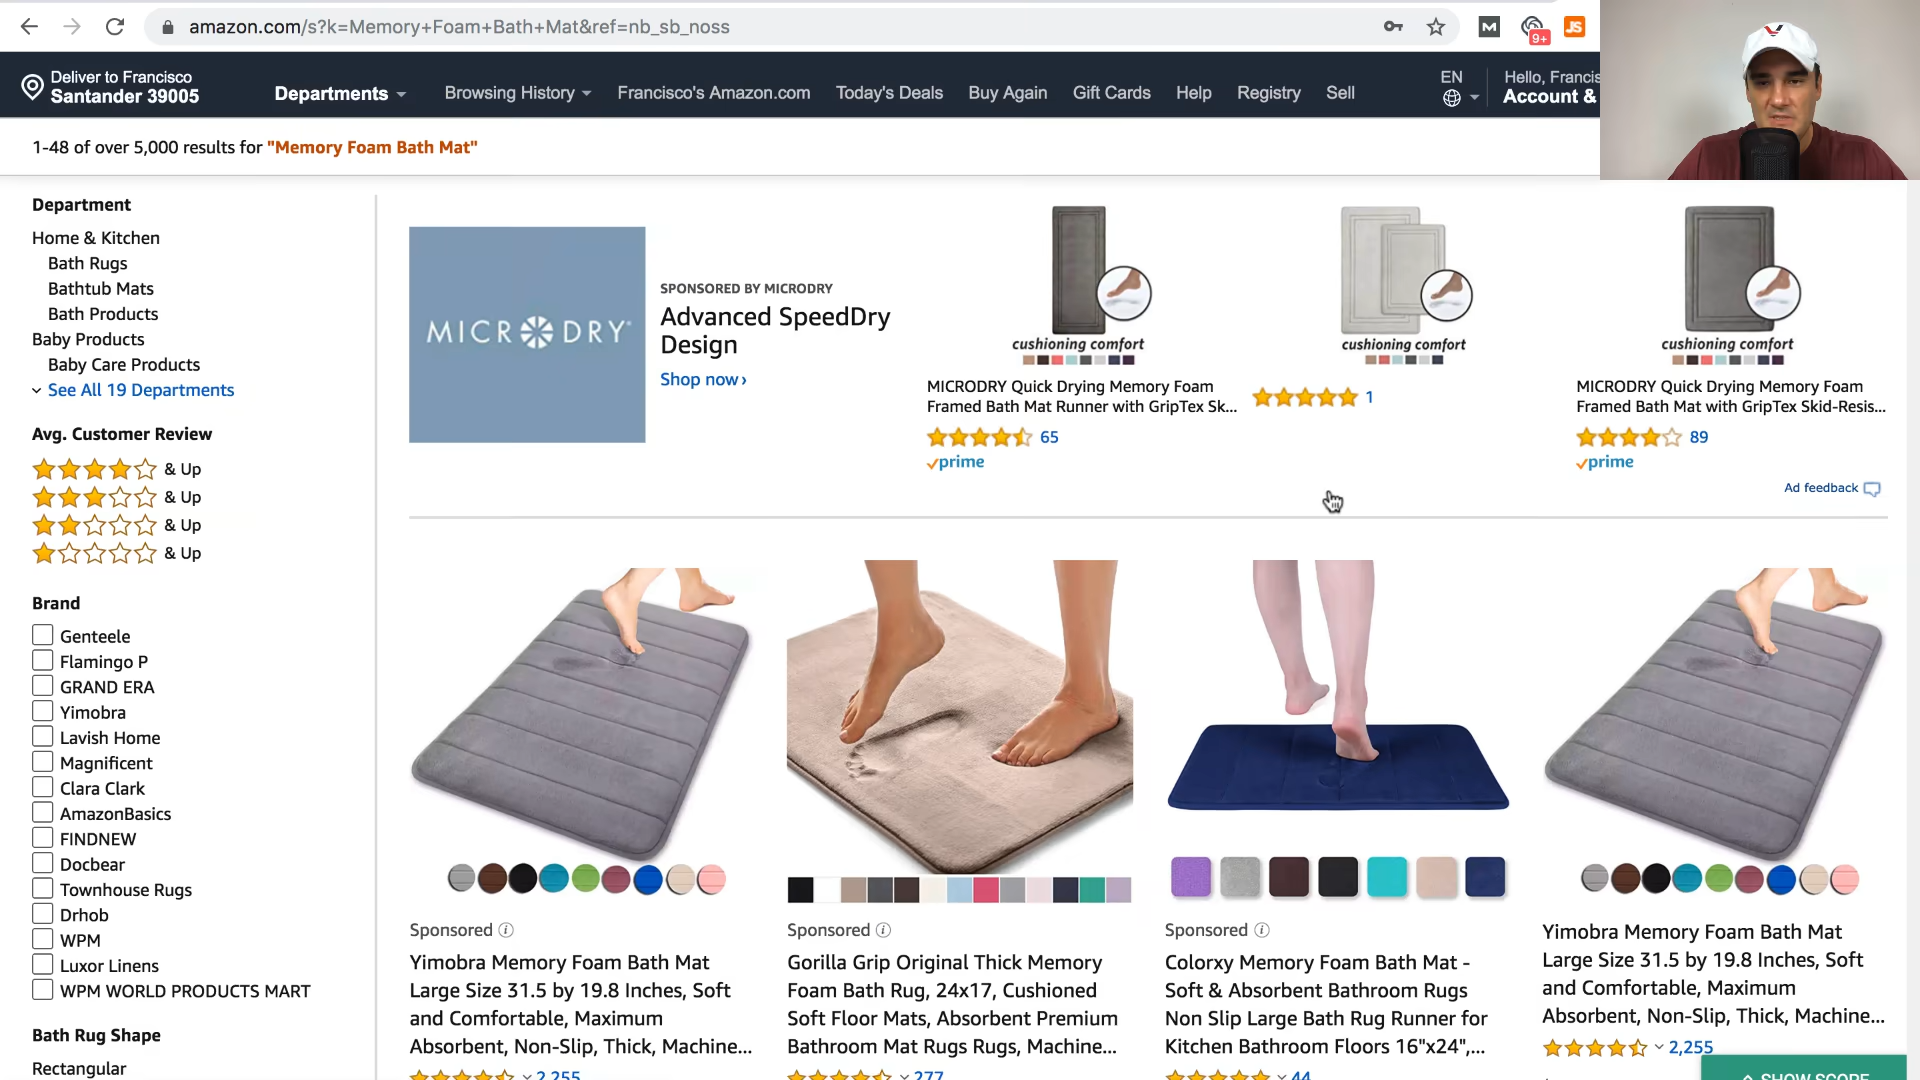 amazon.com/s?k=Memory+Foam+Bath+Mat&ref=nb_sb_noss
M
9+
JS
Deliver to Francisco
Santander 39005
Departments
Browsing History
Francisco's Amazon.com
Today's Deals
Buy Again
Gift Cards
Help
Registry
Sell
EN
Hello, Francis
Account &
1-48 of over 5,000 results for "Memory Foam Bath Mat"
Department
Home & Kitchen
Bath Rugs
Bathtub Mats
Bath Products
Baby Products
Baby Care Products
See All 19 Departments
Avg. Customer Review
& Up
& Up
& Up
& Up
Brand
Genteele
Flamingo P
GRAND ERA
Yimobra
Lavish Home
Magnificent
Clara Clark
AmazonBasics
FINDNEW
Docbear
Townhouse Rugs
Drhob
WPM
Luxor Linens
WPM WORLD PRODUCTS MART
Bath Rug Shape
Rectangular
MICRODRY
SPONSORED BY MICRODRY
Advanced SpeedDry
Design
Shop now›
cushioning comfort
MICRODRY Quick Drying Memory Foam
Framed Bath Mat Runner with GripTex Sk...
65
prime
cushioning comfort
1
cushioning comfort
MICRODRY Quick Drying Memory Foam
Framed Bath Mat with GripTex Skid-Resis...
89
prime
Ad feedback
Sponsored
Yimobra Memory Foam Bath Mat
Large Size 31.5 by 19.8 Inches, Soft
and Comfortable, Maximum
Absorbent, Non-Slip, Thick, Machine...
2,255
Sponsored
Gorilla Grip Original Thick Memory
Foam Bath Rug, 24x17, Cushioned
Soft Floor Mats, Absorbent Premium
Bathroom Mat Rugs Rugs, Machine...
277
Sponsored
Colorxy Memory Foam Bath Mat -
Soft & Absorbent Bathroom Rugs
Non Slip Large Bath Rug Runner for
Kitchen Bathroom Floors 16"x24",...
44
Yimobra Memory Foam Bath Mat
Large Size 31.5 by 19.8 Inches, Soft
and Comfortable, Maximum
Absorbent, Non-Slip, Thick, Machine...
2,255
SHOW SCORE